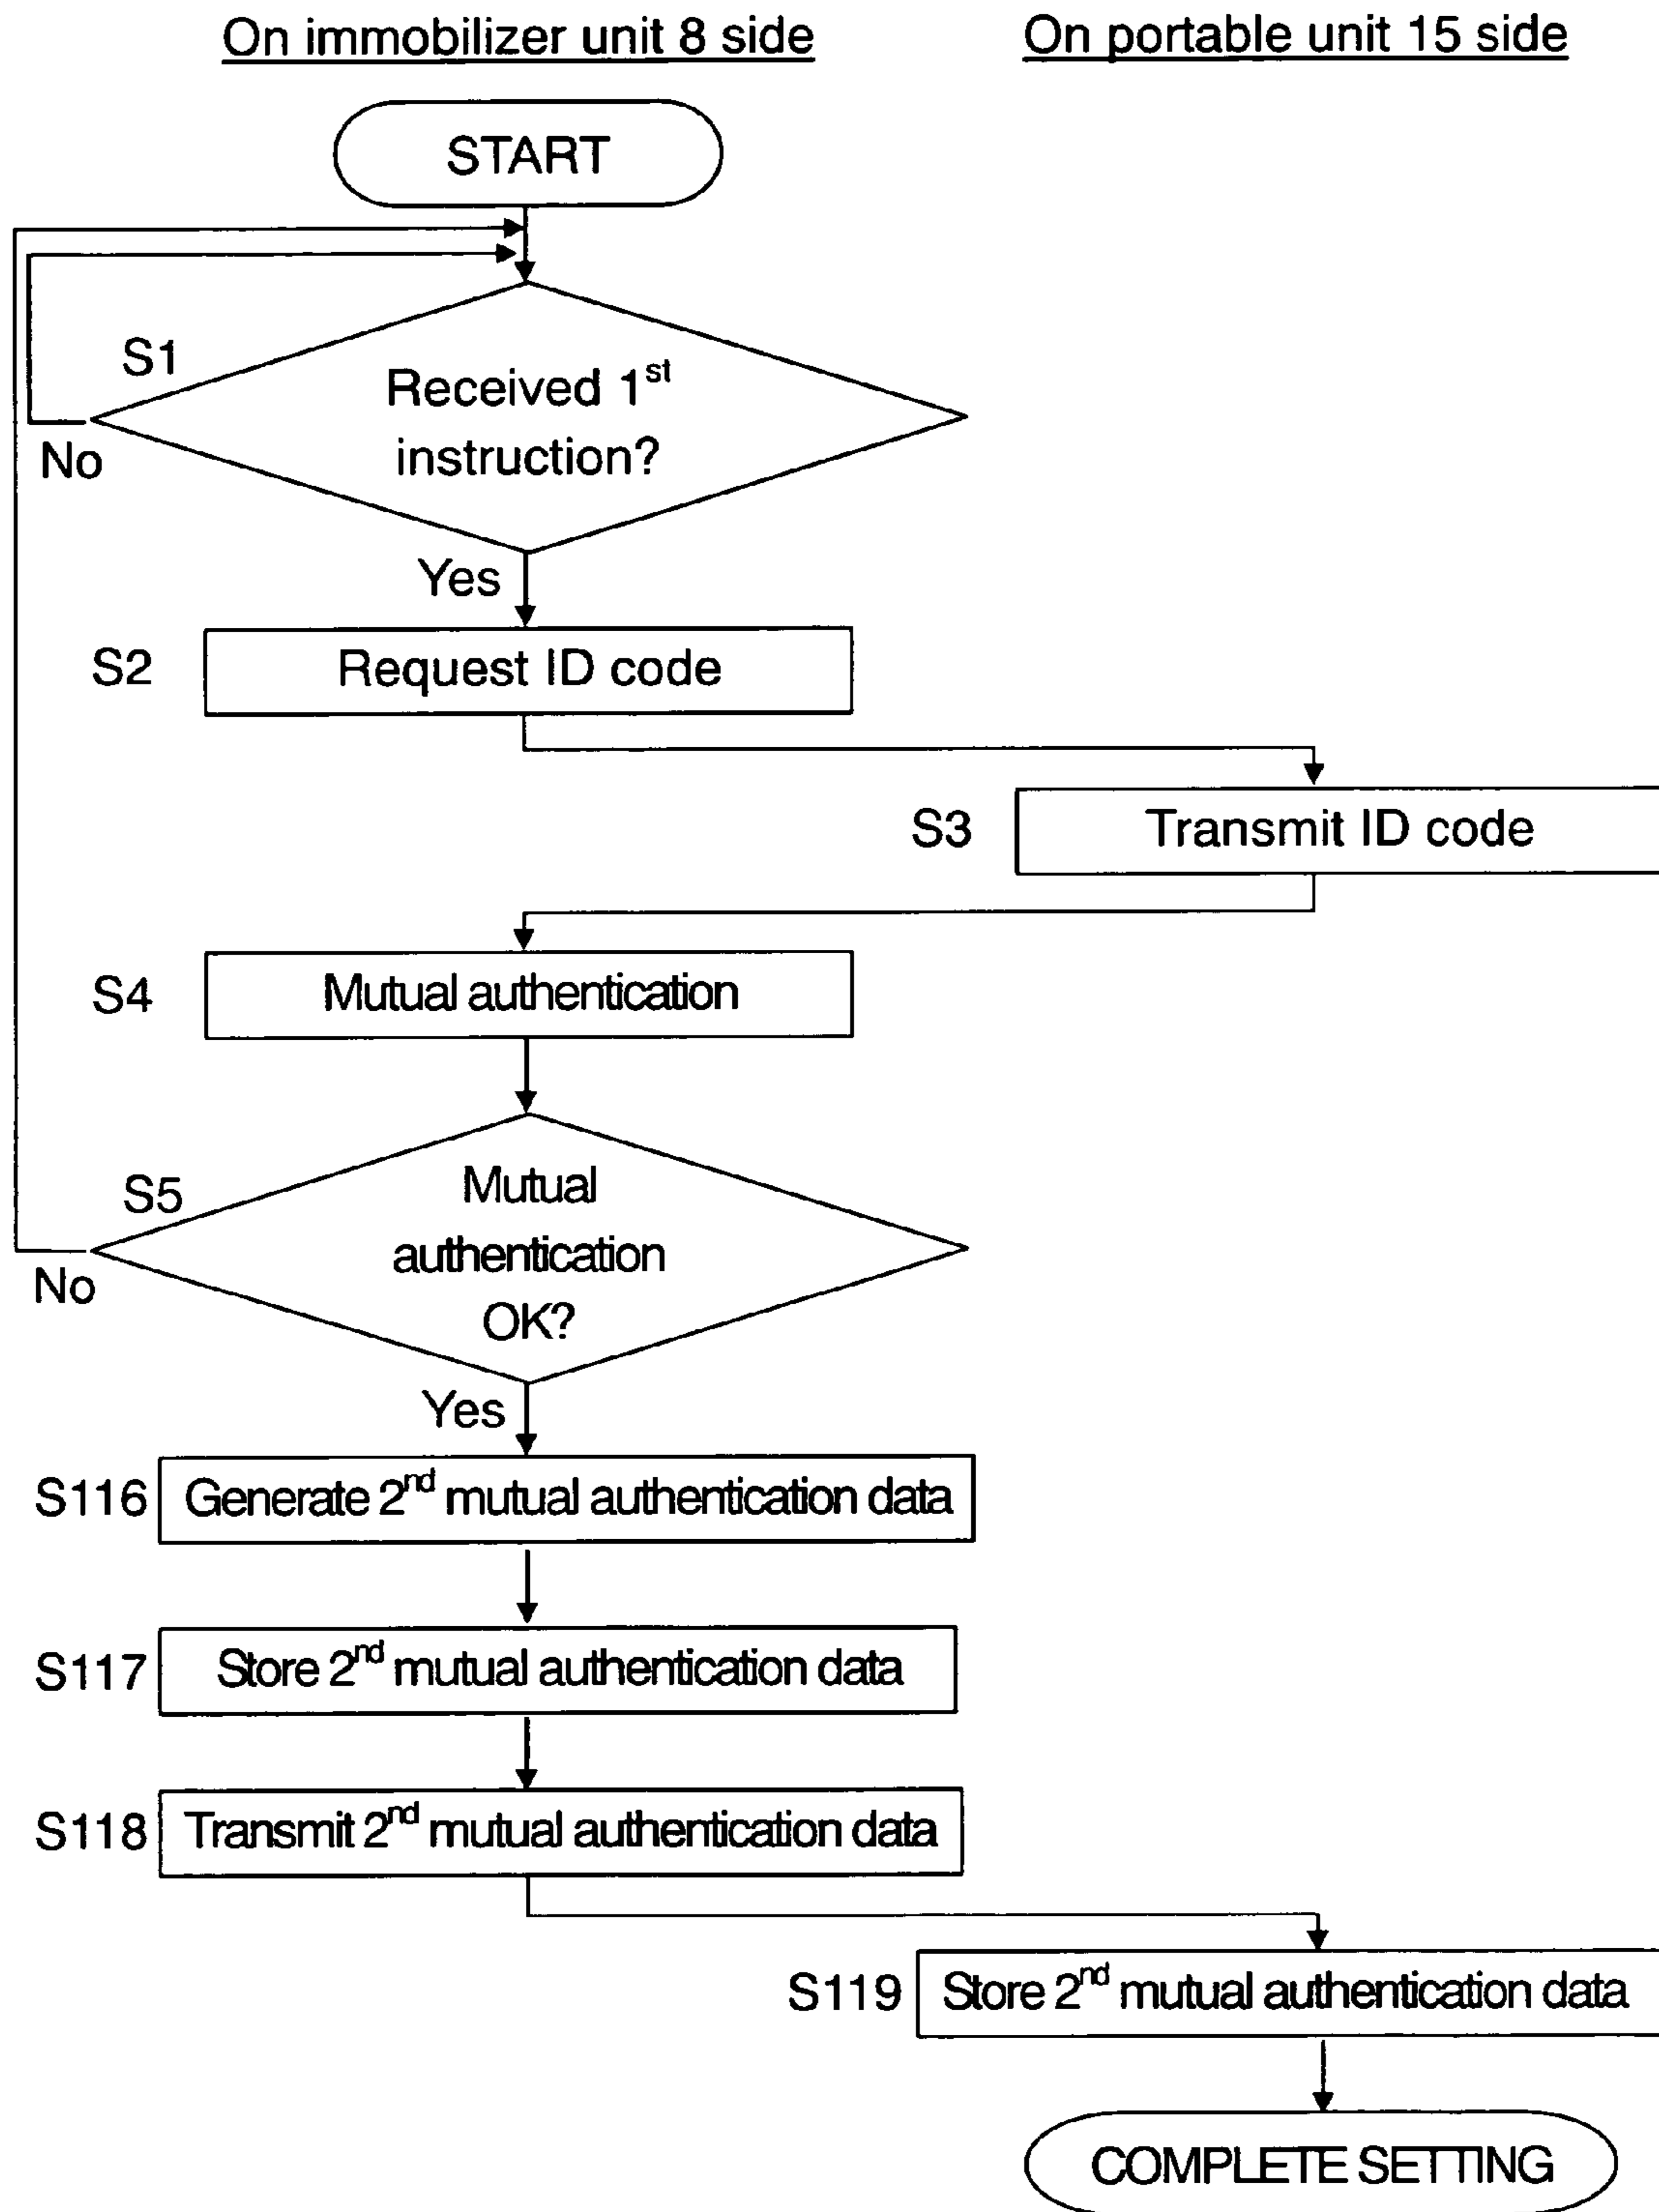 On immobilizer unit 8 side
On portable unit 15 side
START
S1
Received 1st
instruction?
No
Yes
S2
Request ID code
S3
Transmit ID code
S4
Mutual authentication
S5
Mutual
authentication
OK?
No
Yes
S116
Generate 2nd mutual authentication data
S117
Store 2nd mutual authentication data
S118
Transmit 2nd mutual authentication data
S119
Store 2nd mutual authentication data
COMPLETE SETTING